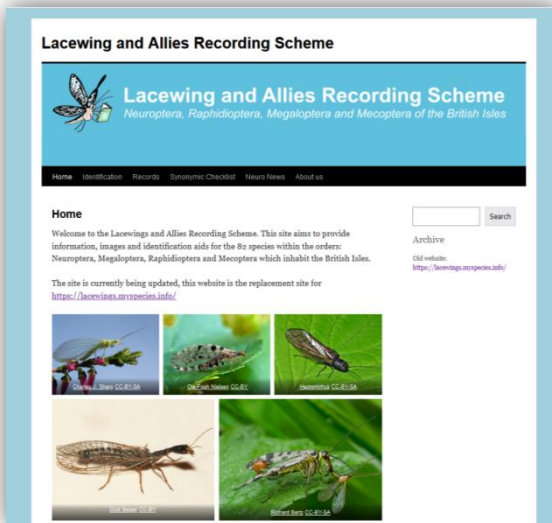 Lacewing and Allies Recording Scheme
Lacewing and Allies Recording Scheme
Neuroptera, Raphidioptera, Megaloptera and Mecoptera of the British Isles
Home Identification Records Synonymic Checklist Neuro News About us
Home
Search
Welcome to the Lacewings and Allies Recording Scheme. This site aims to provide
information, images and identification aids for the 82 species within the orders:
Neuroptera, Megaloptera, Raphidioptera and Mecoptera which inhabit the British Isles.
The site is currently being updated, this website is the replacement site for
https://lacewings.myspecies.info/
Archive
Old website:
https://lacewings.myspecies.info/
Charles J. Sharp CC-BY-SA
Ole Fogh Nielsen CC-BY
Hectonichus CC-BY-SA
CC-BY
Richard Bartz CC-BY-SA